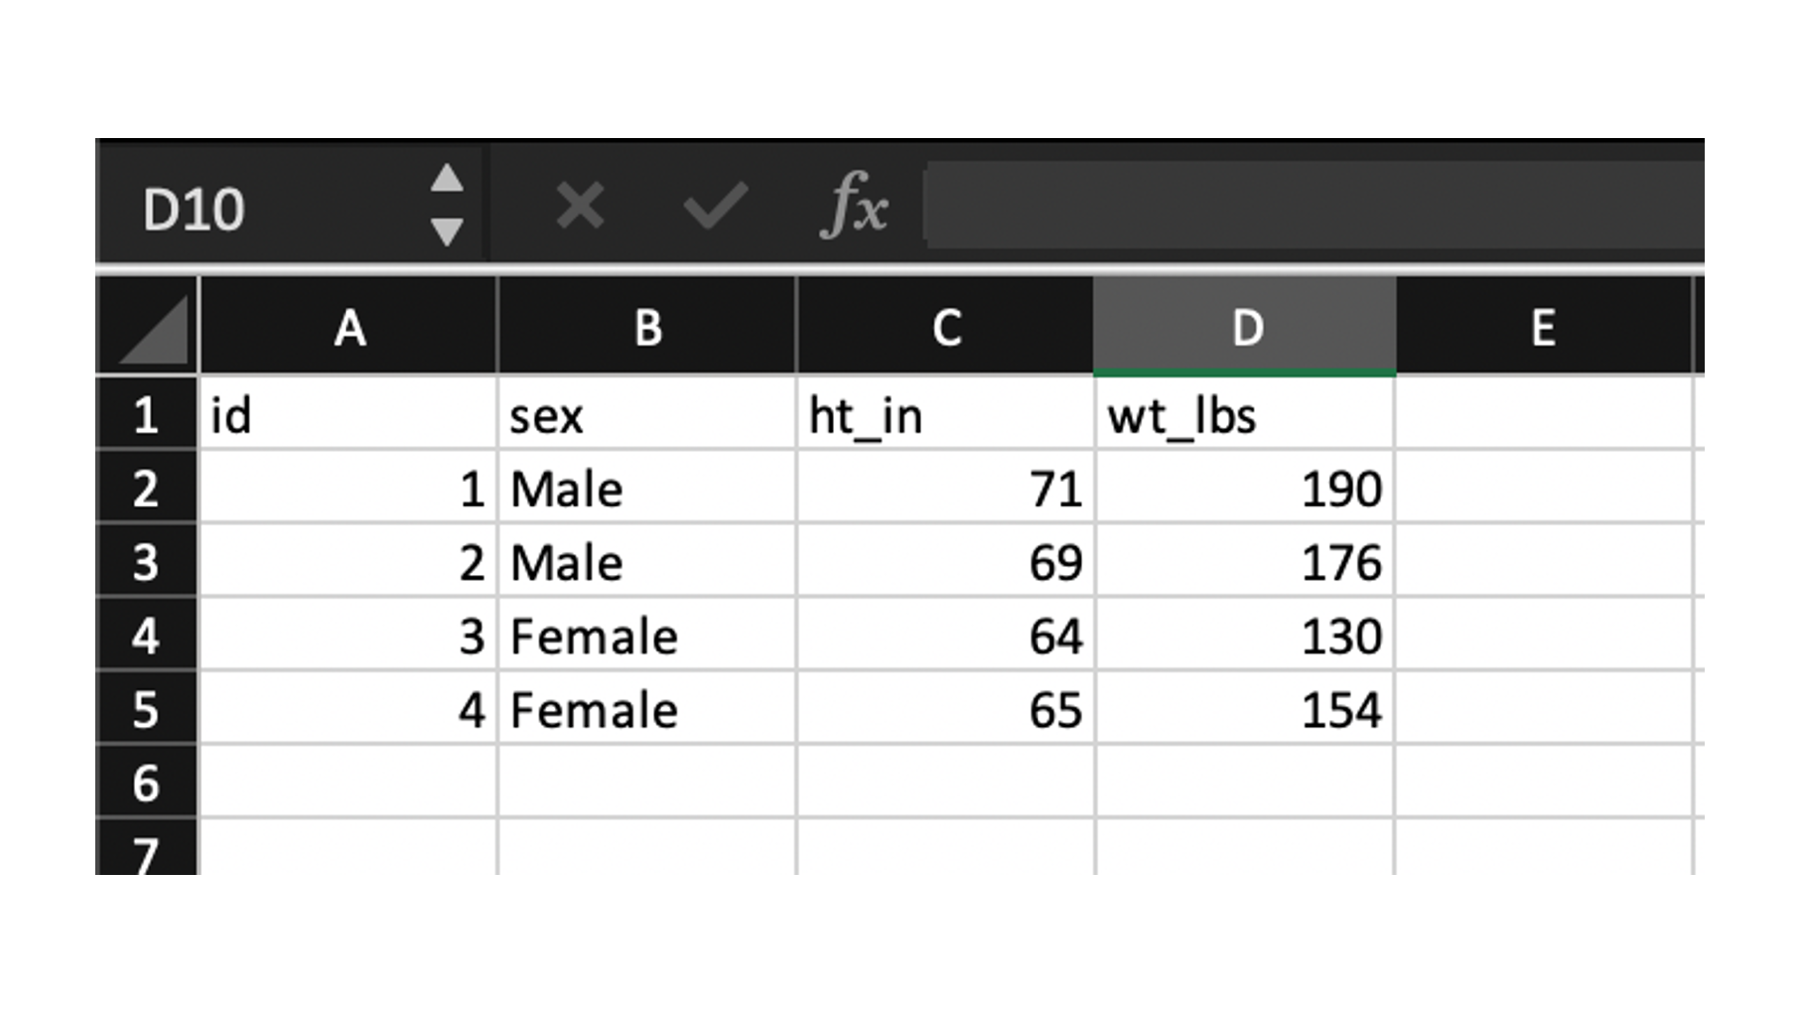 D10 fx
A B C D E
1 id sex ht_in wt_lbs
2 1 Male 71 190
3 2 Male 69 176
4 3 Female 64 130
5 4 Female 65 154
6
7